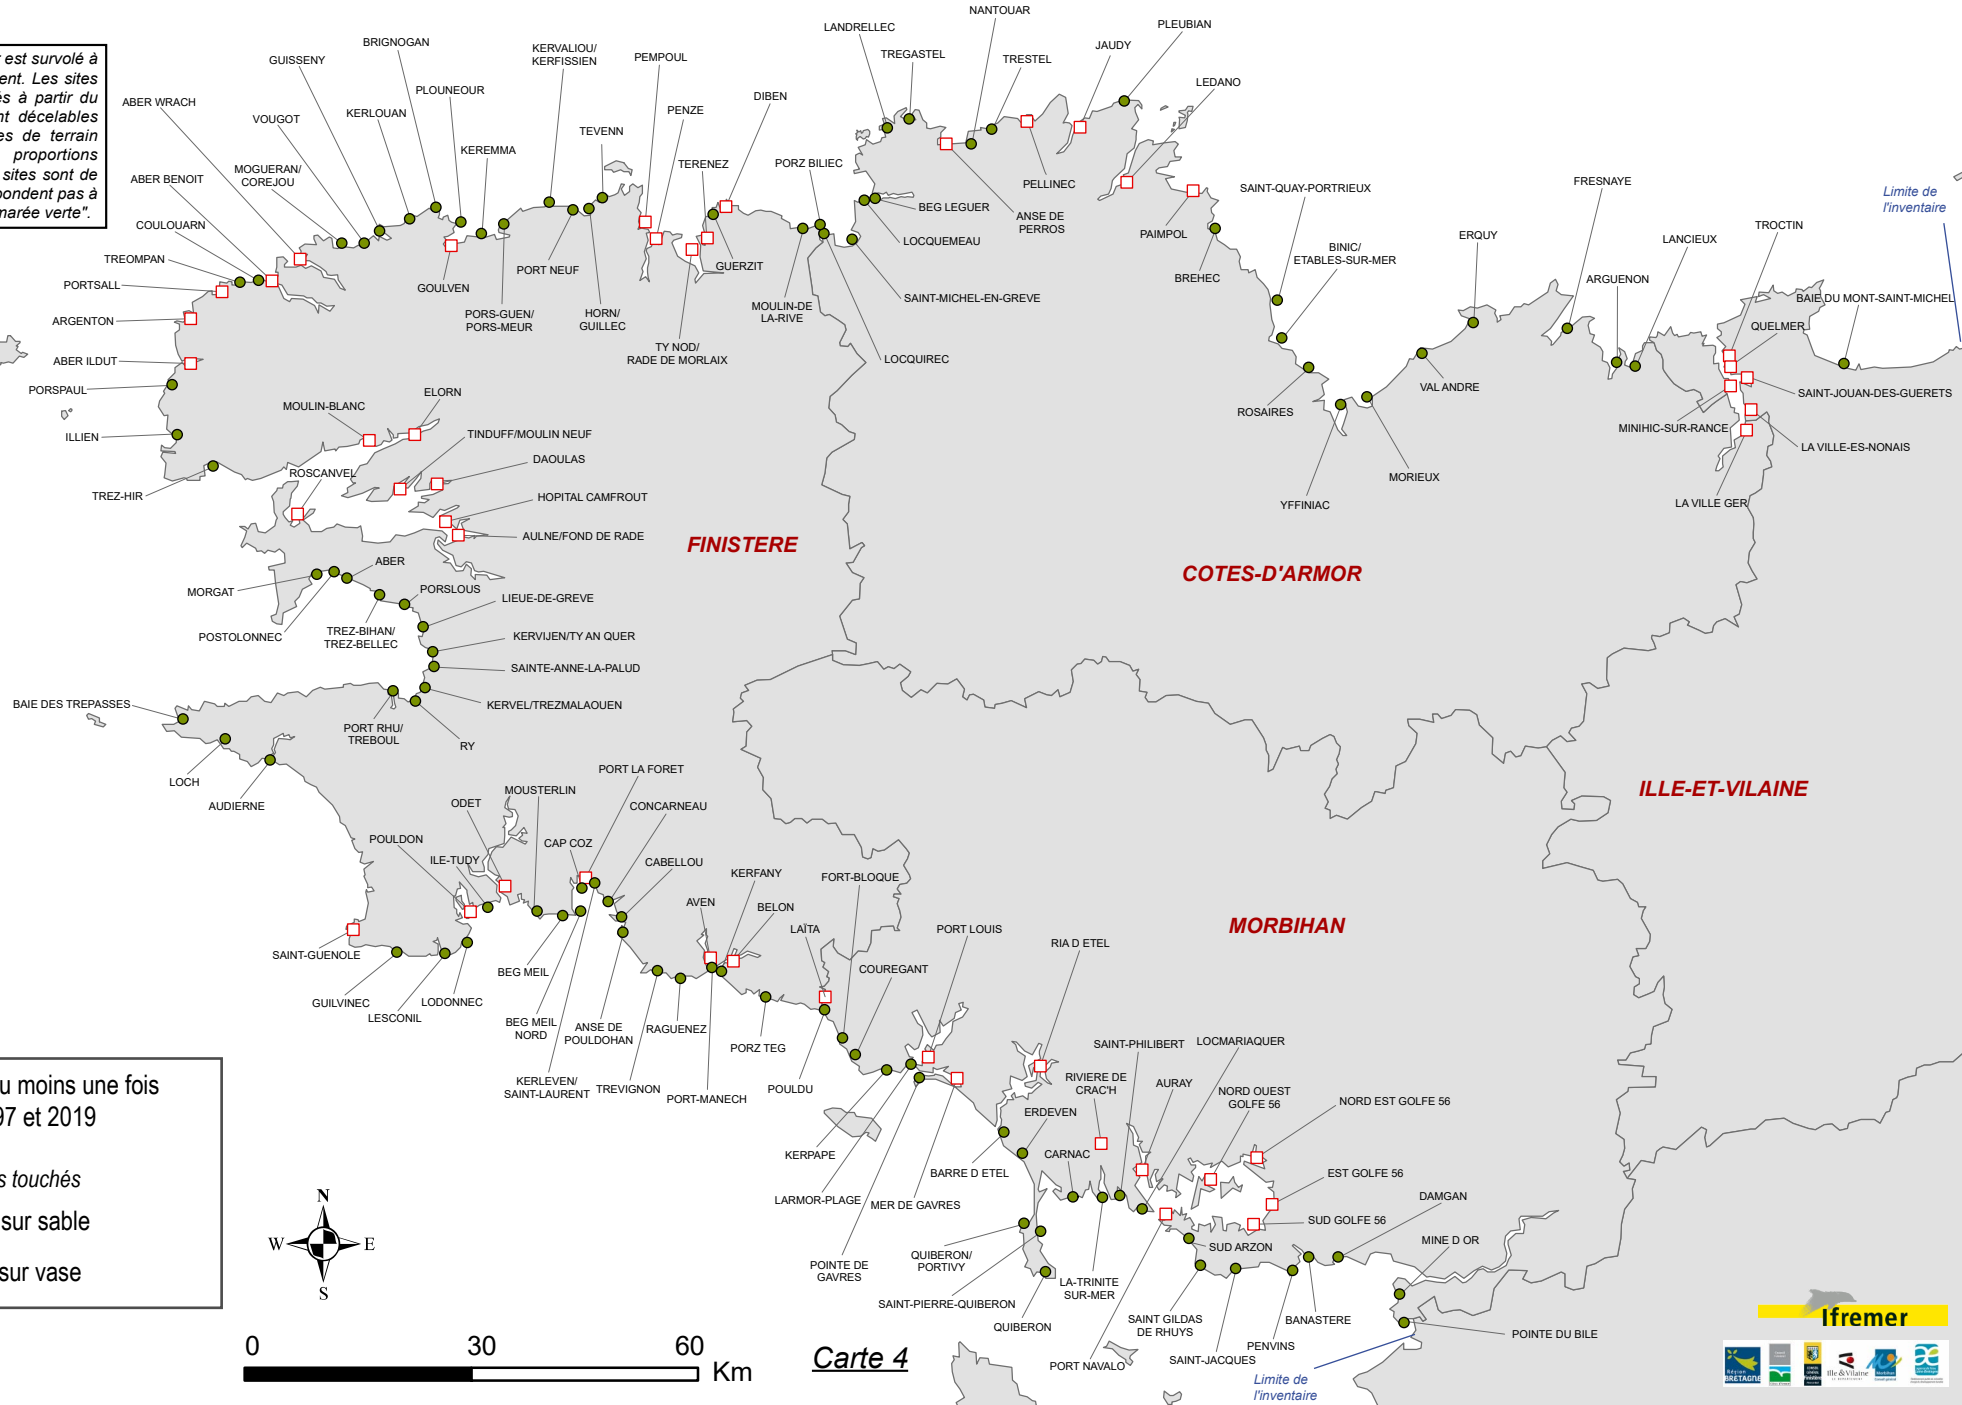 est survolé à
ent. Les sites
és à partir du
nt décelables
es de terrain
proportions
sites sont de
pondent pas à
marée verte".
LANDRELLEC
NANTOUAR
TREGASTEL
TRESTEL
JAUDY
PLEUBIAN
LEDANO
GUISSENY
BRIGNOGAN
KERVALIOU/
KERFISSIEN
PEMPOUL
ABER WRACH
VOUGOT
KERLOUAN
PLOUNEOUR
PENZE
DIBEN
TEVENN
KEREMMA
MOGUERAN/
COREJOU
ABER BENOIT
COULOUARN
TREOMPAN
PORTSALL
ARGENTON
ABER ILDUT
PORSPAUL
ILLIEN
TREZ-HIR
GOULVEN
PORT NEUF
PORS-GUEN/
PORS-MEUR
HORN/
GUILLEC
TERENEZ
GUERZIT
TY NOD/
RADE DE MORLAIX
PORZ BILIEC
MOULIN-DE
LA-RIVE
BEG LEGUER
LOCQUEMEAU
SAINT-MICHEL-EN-GREVE
LOCQUIREC
PELLINEC
ANSE DE
PERROS
PAIMPOL
BREHEC
SAINT-QUAY-PORTRIEUX
BINIC/
ETABLES-SUR-MER
ROSAIRES
YFFINIAC
MORIEUX
VAL ANDRE
ERQUY
FRESNAYE
ARGUENON
LANCIEUX
TROCTIN
Limite de
l'inventaire
BAIE DU MONT-SAINT-MICHEL
QUELMER
SAINT-JOUAN-DES-GUERETS
MINIHIC-SUR-RANCE
LA VILLE-ES-NONAIS
LA VILLE GER
MOULIN-BLANC
ELORN
TINDUFF/MOULIN NEUF
DAOULAS
ROSCANVEL
HOPITAL CAMFROUT
AULNE/FOND DE RADE
FINISTERE
COTES-D'ARMOR
ILLE-ET-VILAINE
MORBIHAN
MORGAT
ABER
POSTOLONNEC
TREZ-BIHAN/
TREZ-BELLEC
PORSLOUS
LIEUE-DE-GREVE
KERVIJEN/TY AN QUER
SAINTE-ANNE-LA-PALUD
KERVEL/TREZMALAOUEN
BAIE DES TREPASSES
PORT RHU/
TREBOUL
RY
LOCH
AUDIERNE
PORT LA FORET
MOUSTERLIN
ODET
CONCARNEAU
POULDON
ILE-TUDY
CAP COZ
CABELLOU
KERFANY
FORT-BLOQUE
AVEN
BELON
LAÏTA
PORT LOUIS
COUREGANT
RIA D ETEL
SAINT-GUENOLE
GUILVINEC
LESCONIL
LODONNEC
BEG MEIL
BEG MEIL
NORD
ANSE DE
POULDOHAN
KERLEVEN/
SAINT-LAURENT
TREVIGNON
RAGUENEZ
PORT-MANECH
PORZ TEG
POULDU
KERPAPE
LARMOR-PLAGE
POINTE DE
GAVRES
MER DE GAVRES
BARRE D ETEL
ERDEVEN
CARNAC
SAINT-PHILIBERT
RIVIERE DE
CRAC'H
AURAY
LOCMARIAQUER
NORD OUEST
GOLFE 56
NORD EST GOLFE 56
EST GOLFE 56
SUD GOLFE 56
DAMGAN
MINE D OR
QUIBERON/
PORTIVY
SAINT-PIERRE-QUIBERON
QUIBERON
LA-TRINITE
SUR-MER
PORT NAVALO
SUD ARZON
SAINT GILDAS
DE RHUYS
SAINT-JACQUES
PENVINS
BANASTERE
POINTE DU BILE
Limite de
l'inventaire
u moins une fois
97 et 2019
s touchés
sur sable
sur vase
N
W
E
S
0 30 60
Km
Carte 4
Ifremer
Région
BRETAGNE
Finistère
Ille & Vilaine
Morbihan